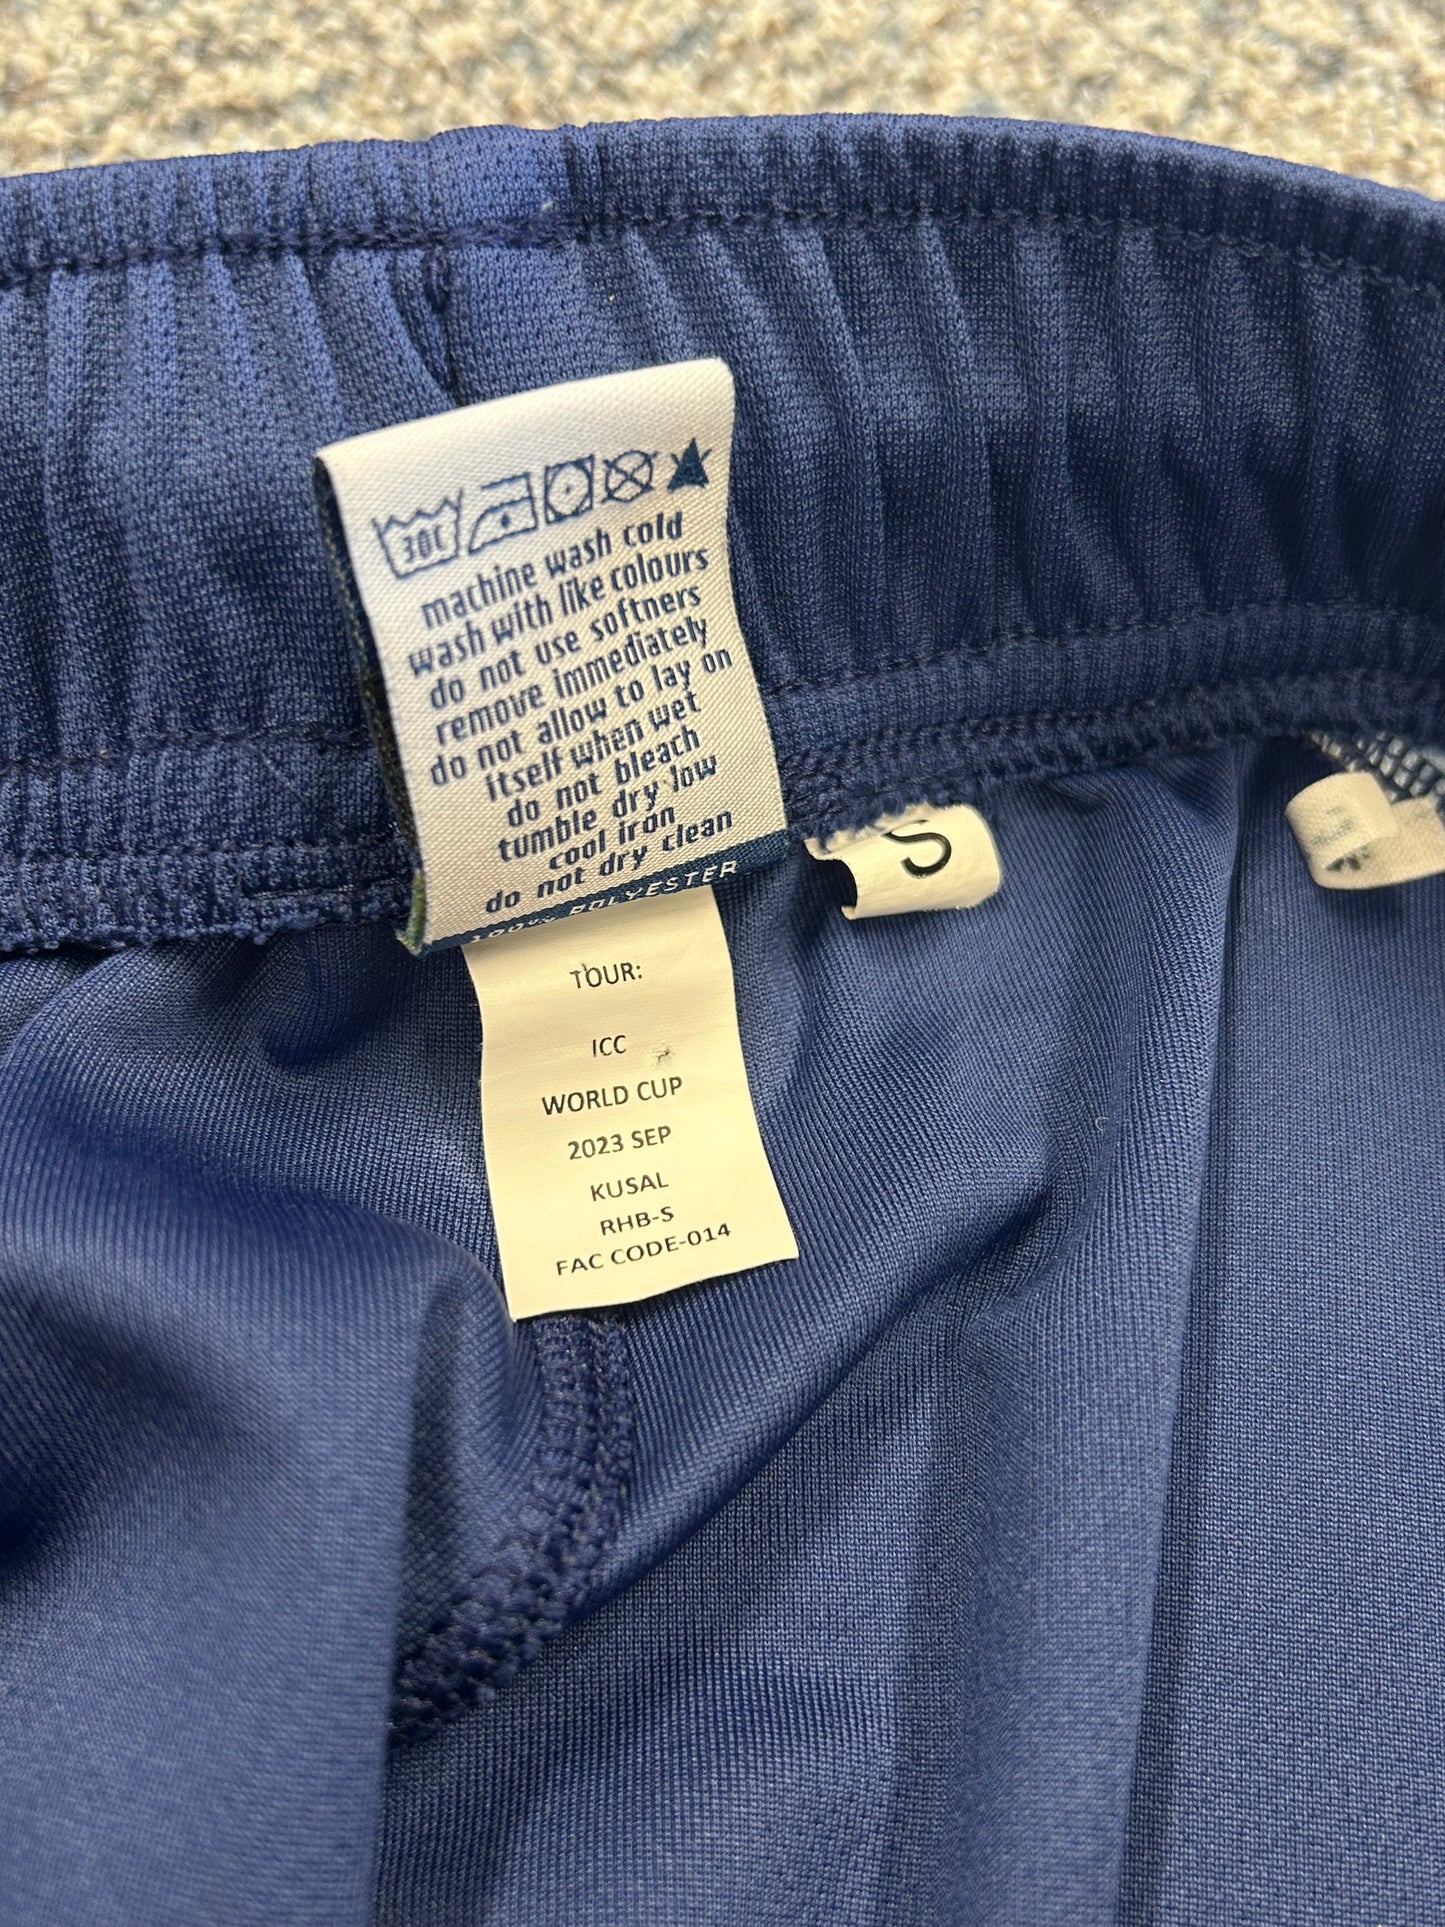 30C
machine wash cold
wash with like colours
do not use softners
remove immediately
do not allow to lay on
itself when wet
do not bleach
tumble dry low
cool iron
do not dry clean
100% POLYESTER
S
TOUR:
ICC
WORLD CUP
2023 SEP
KUSAL
RHB-S
FAC CODE-014